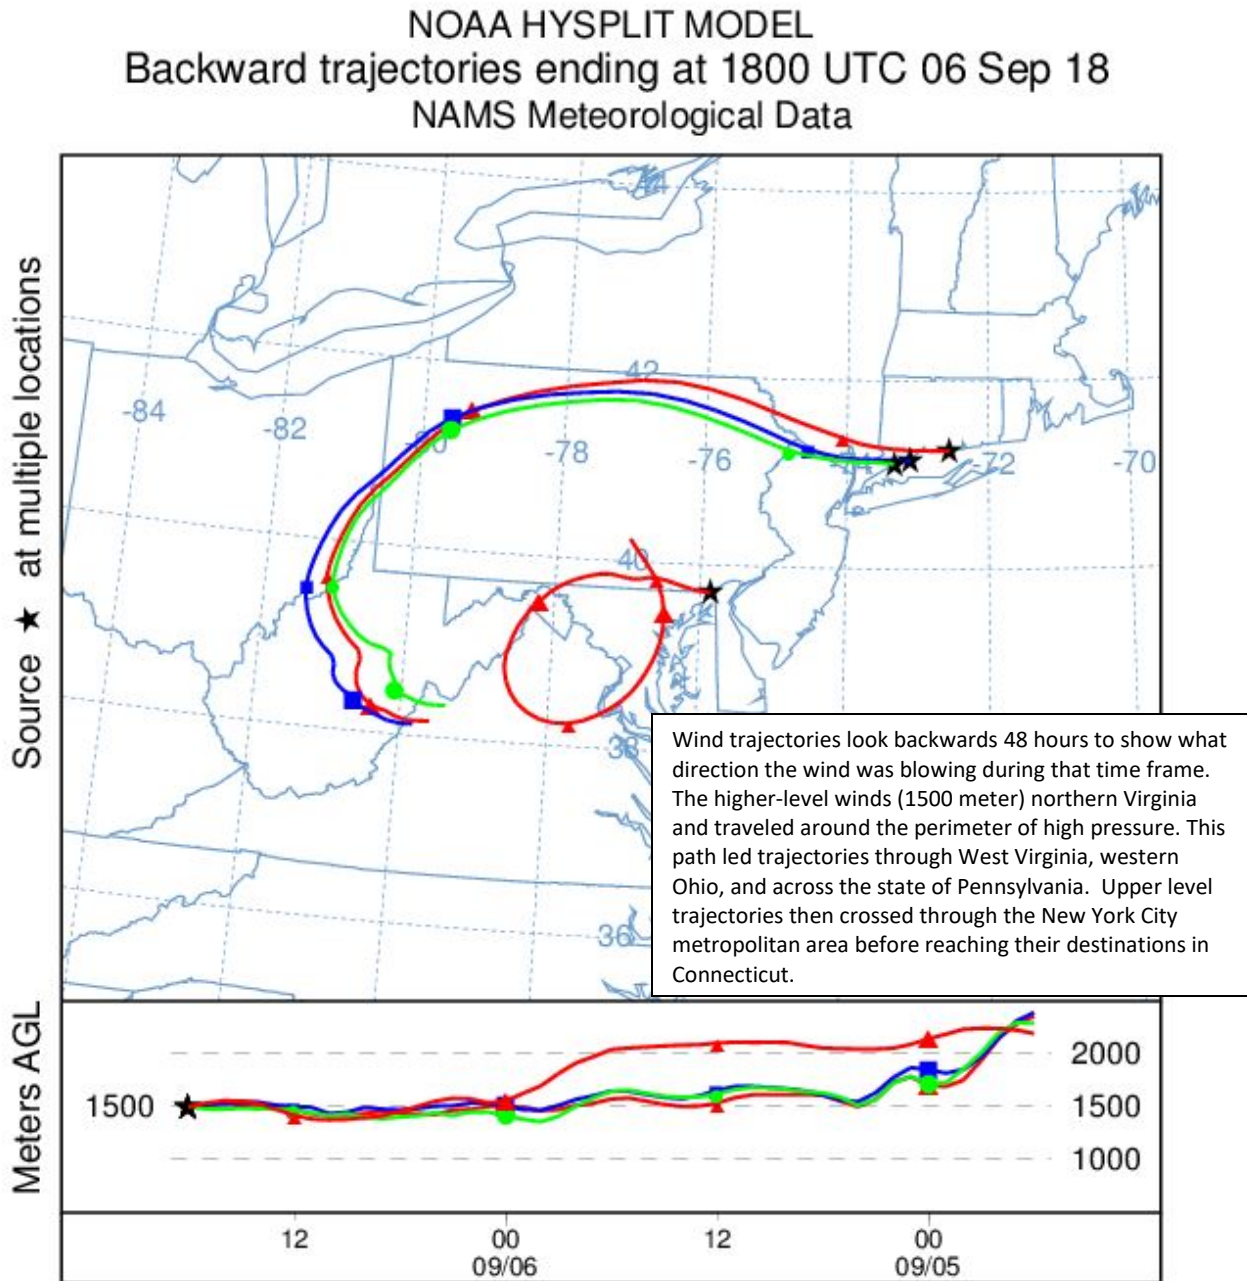 NOAA HYSPLIT MODEL
Backward trajectories ending at 1800 UTC 06 Sep 18
NAMS Meteorological Data
Source ★ at multiple locations
44
42
-84
-82
-78
-76
-72
-70
40
38
36
Wind trajectories look backwards 48 hours to show what
direction the wind was blowing during that time frame.
The higher-level winds (1500 meter) northern Virginia
and traveled around the perimeter of high pressure. This
path led trajectories through West Virginia, western
Ohio, and across the state of Pennsylvania.  Upper level
trajectories then crossed through the New York City
metropolitan area before reaching their destinations in
Connecticut.
Meters AGL
1500
2000
1500
1000
12
00
12
00
09/06
09/05